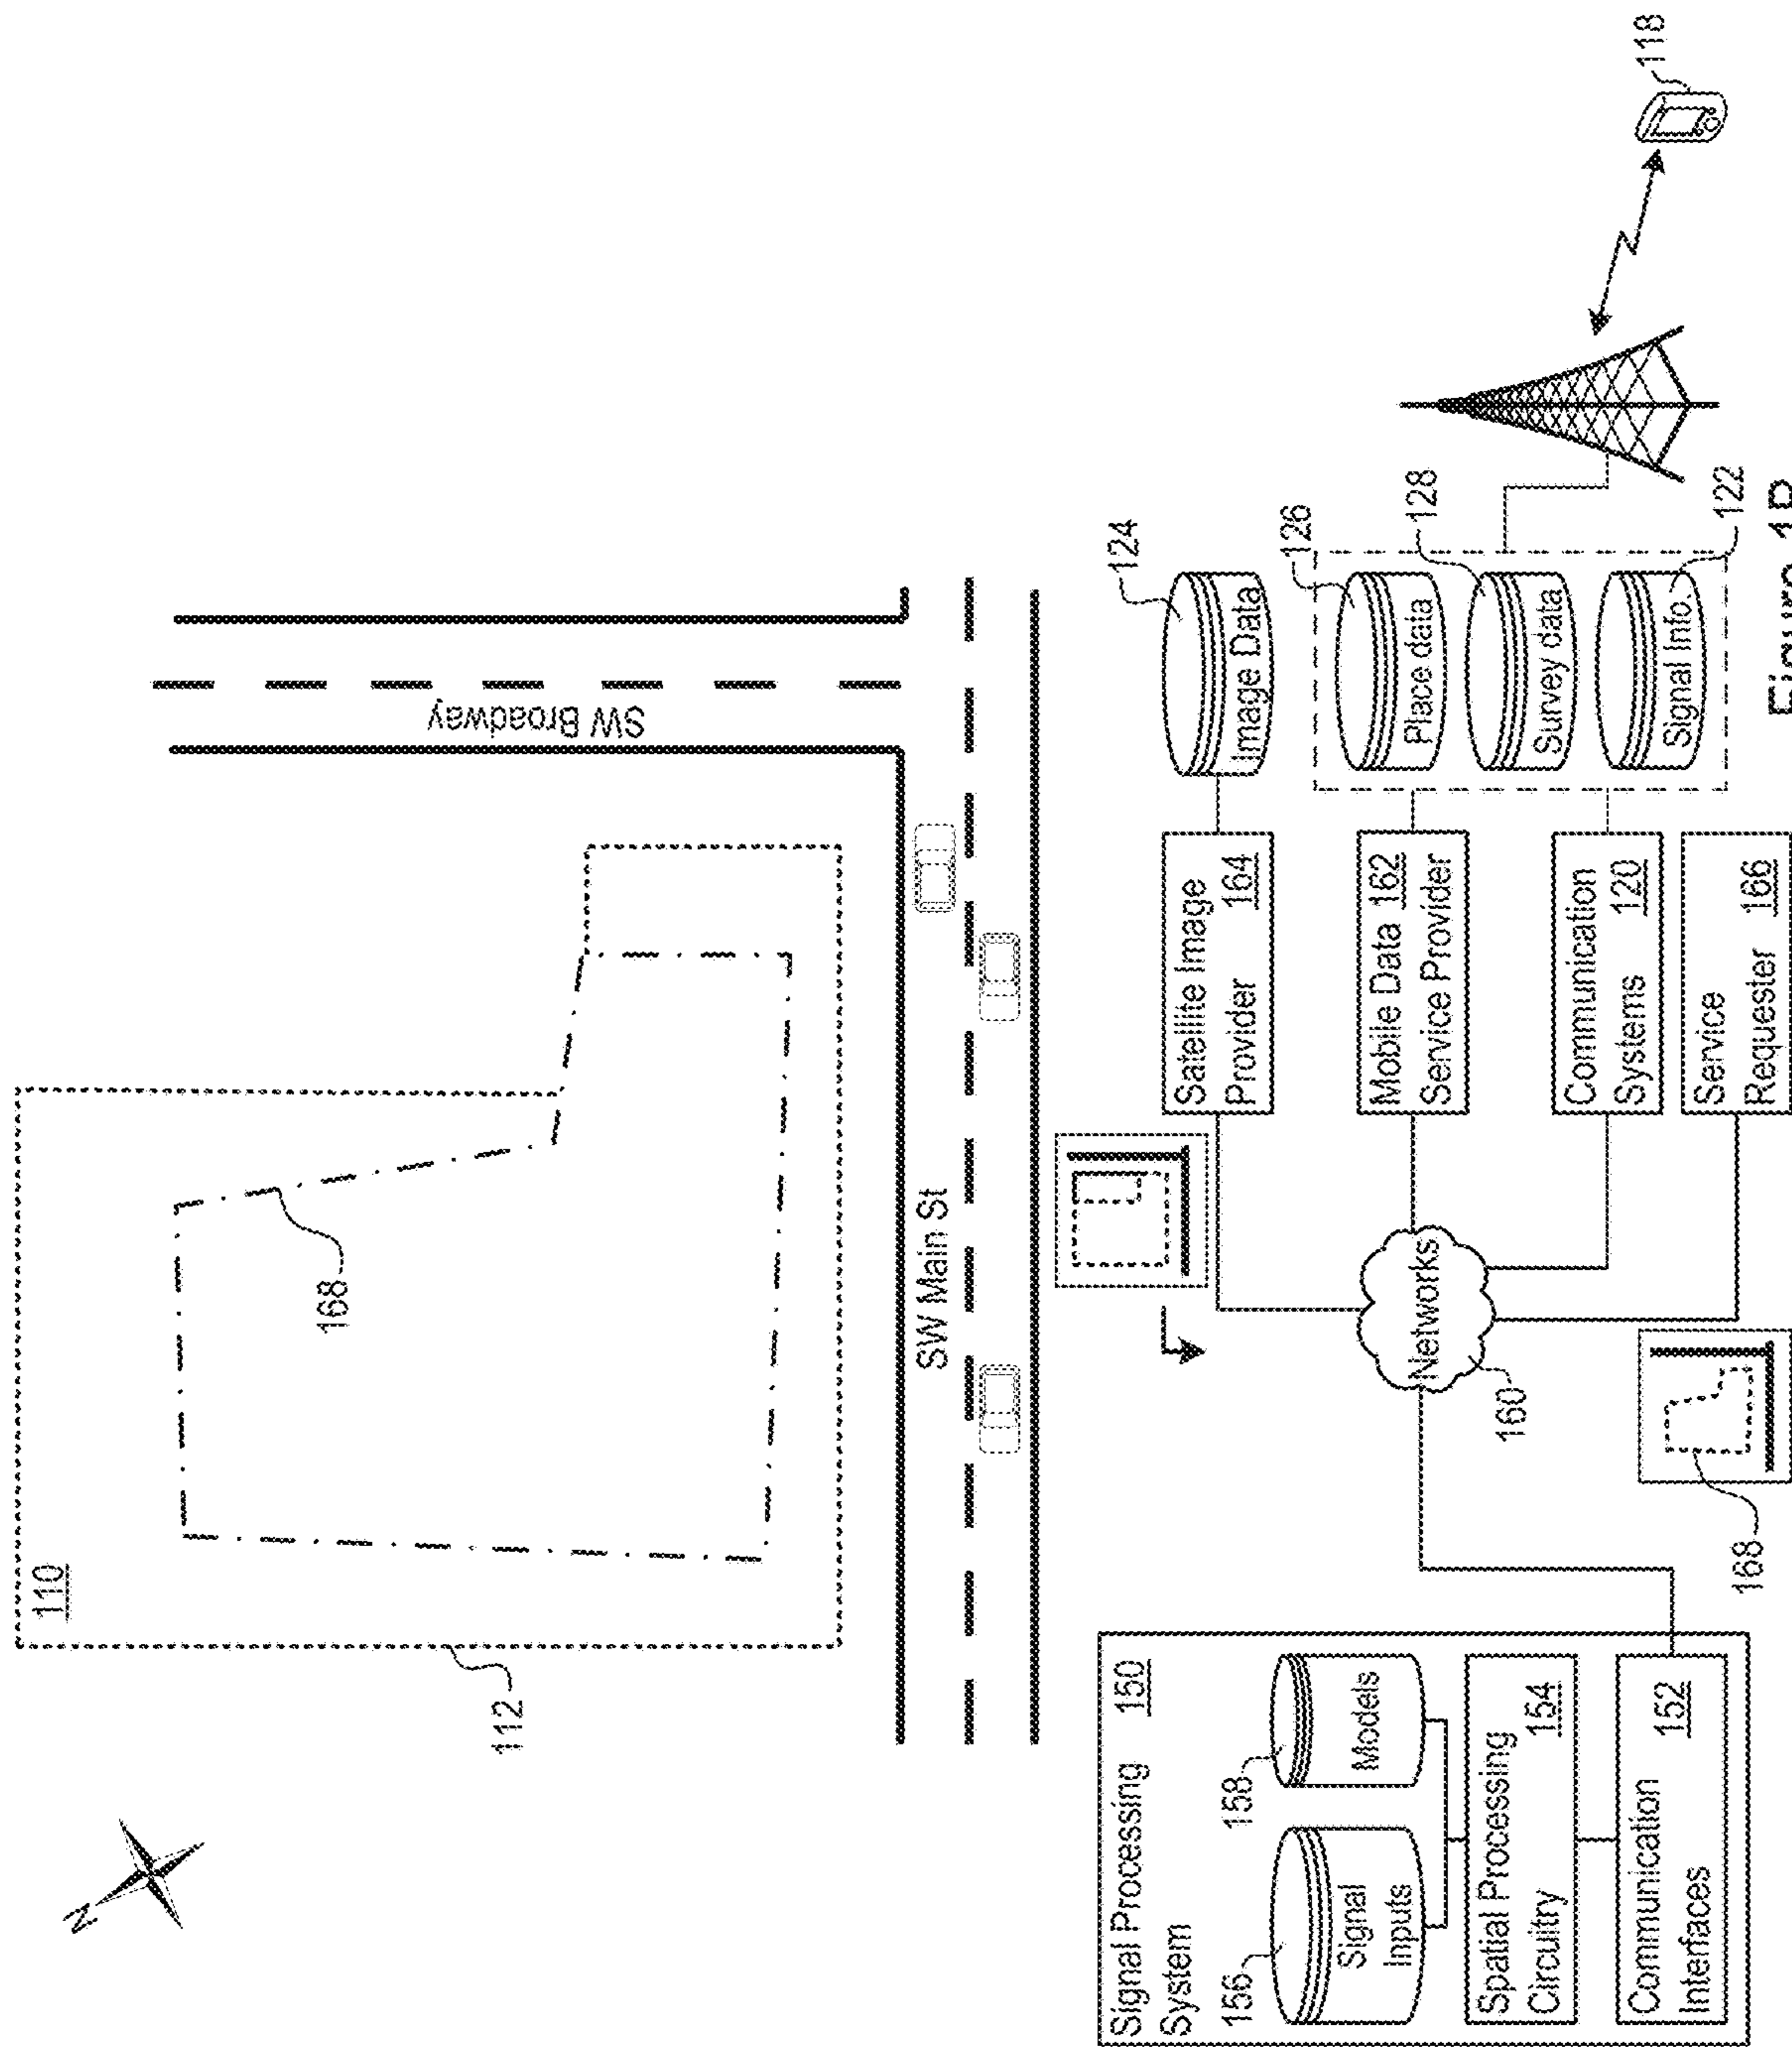 N
110
112
168
SW Main St
SW Broadway
Signal Processing 150
System
156
158
Signal
Inputs
Models
Spatial Processing
Circuitry 154
Communication
Interfaces 152
Networks
160
168
Satellite Image
Provider 164
Mobile Data 162
Service Provider
Communication
Systems 120
Service
Requester 166
124
Image Data
126
Place data
128
Survey data
Signal Info.
122
118
Figure 1B